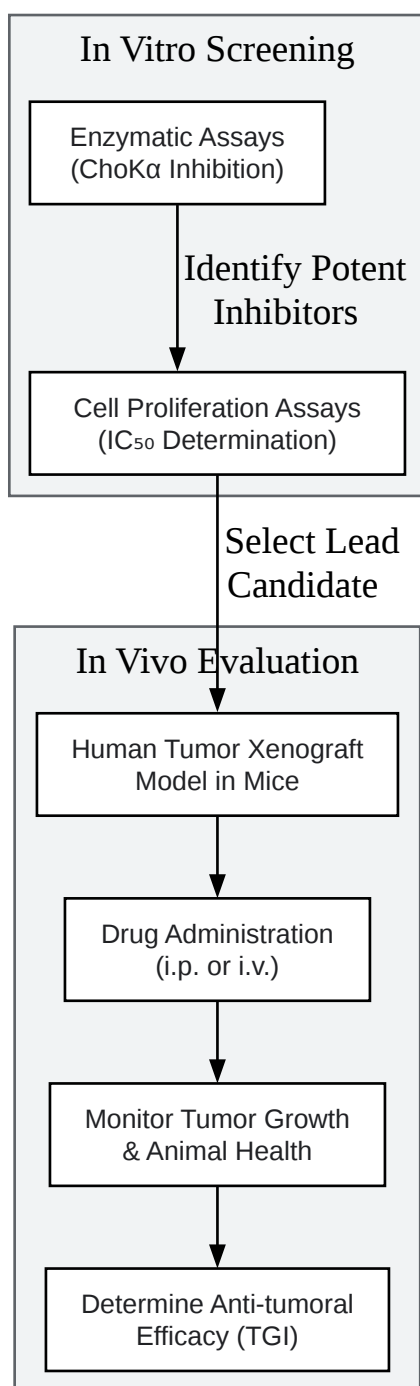 In Vitro Screening
Enzymatic Assays
(ChoKα Inhibition)
Identify Potent
Inhibitors
Cell Proliferation Assays
(IC₅₀ Determination)
Select Lead
Candidate
In Vivo Evaluation
Human Tumor Xenograft
Model in Mice
Drug Administration
(i.p. or i.v.)
Monitor Tumor Growth
& Animal Health
Determine Anti-tumoral
Efficacy (TGI)